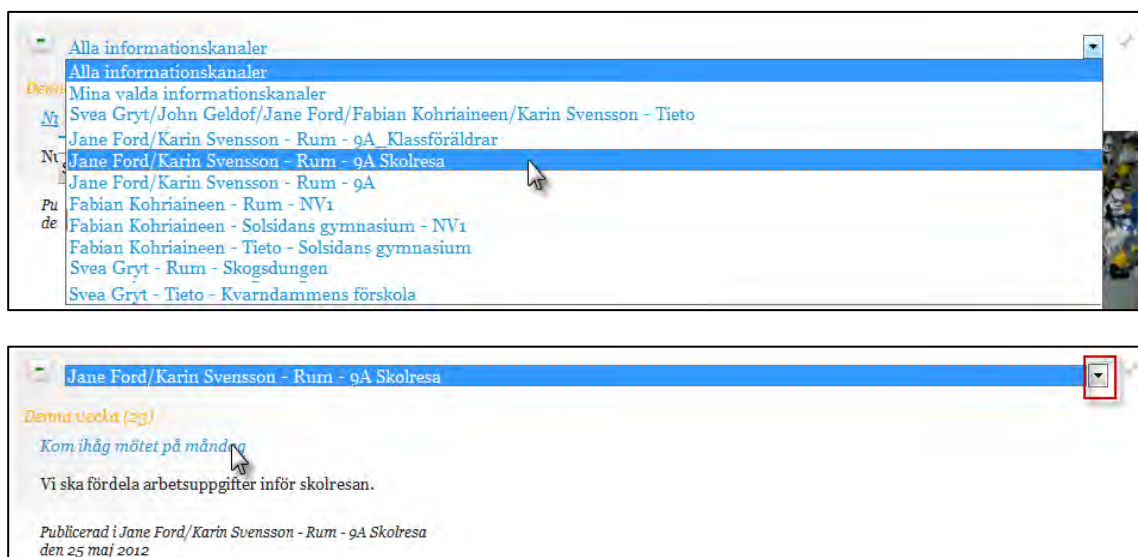 Alla informationskanaler
Alla informationskanaler
Mina valda informationskanaler
Svea Gryt/John Geldof/Jane Ford/Fabian Kohriaineen/Karin Svensson - Tieto
Jane Ford/Karin Svensson - Rum - 9A_Klassföräldrar
Jane Ford/Karin Svensson - Rum - 9A Skolresa
Jane Ford/Karin Svensson - Rum - 9A
Pu Fabian Kohriaineen - Rum - NV1
de Fabian Kohriaineen - Solsidans gymnasium - NV1
Fabian Kohriaineen - Tieto - Solsidans gymnasium
Svea Gryt - Rum - Skogsdungen
Svea Gryt - Tieto - Kvarndammens förskola
Jane Ford/Karin Svensson - Rum - 9A Skolresa
Denna vecka (23)
Kom ihåg mötet på måndag
Vi ska fördela arbetsuppgifter inför skolresan.
Publicerad i Jane Ford/Karin Svensson - Rum - 9A Skolresa
den 25 maj 2012